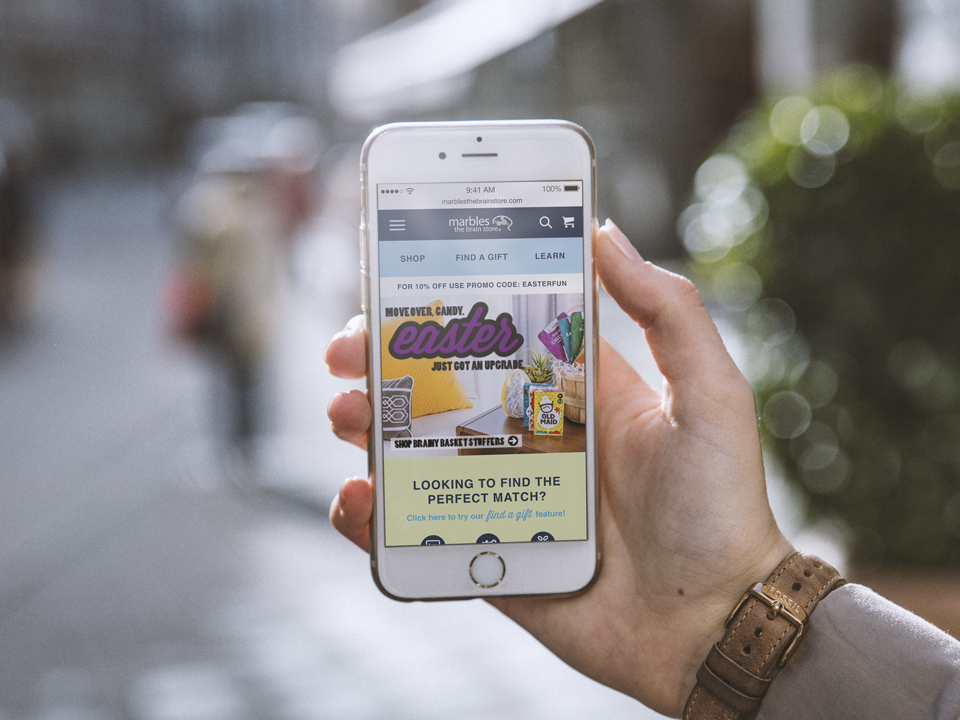 9:41 AM 100%
marblesthebrainstore.com
marbles
the brain store.
SHOP FIND A GIFT LEARN
FOR 10% OFF USE PROMO CODE: EASTERFUN
MOVE OVER, CANDY.
easter
JUST GOT AN UPGRADE
OLD
MAID
SHOP BRAINY BASKET STUFFERS
LOOKING TO FIND THE
PERFECT MATCH?
Click here to try our find a gift feature!
FOSSIL